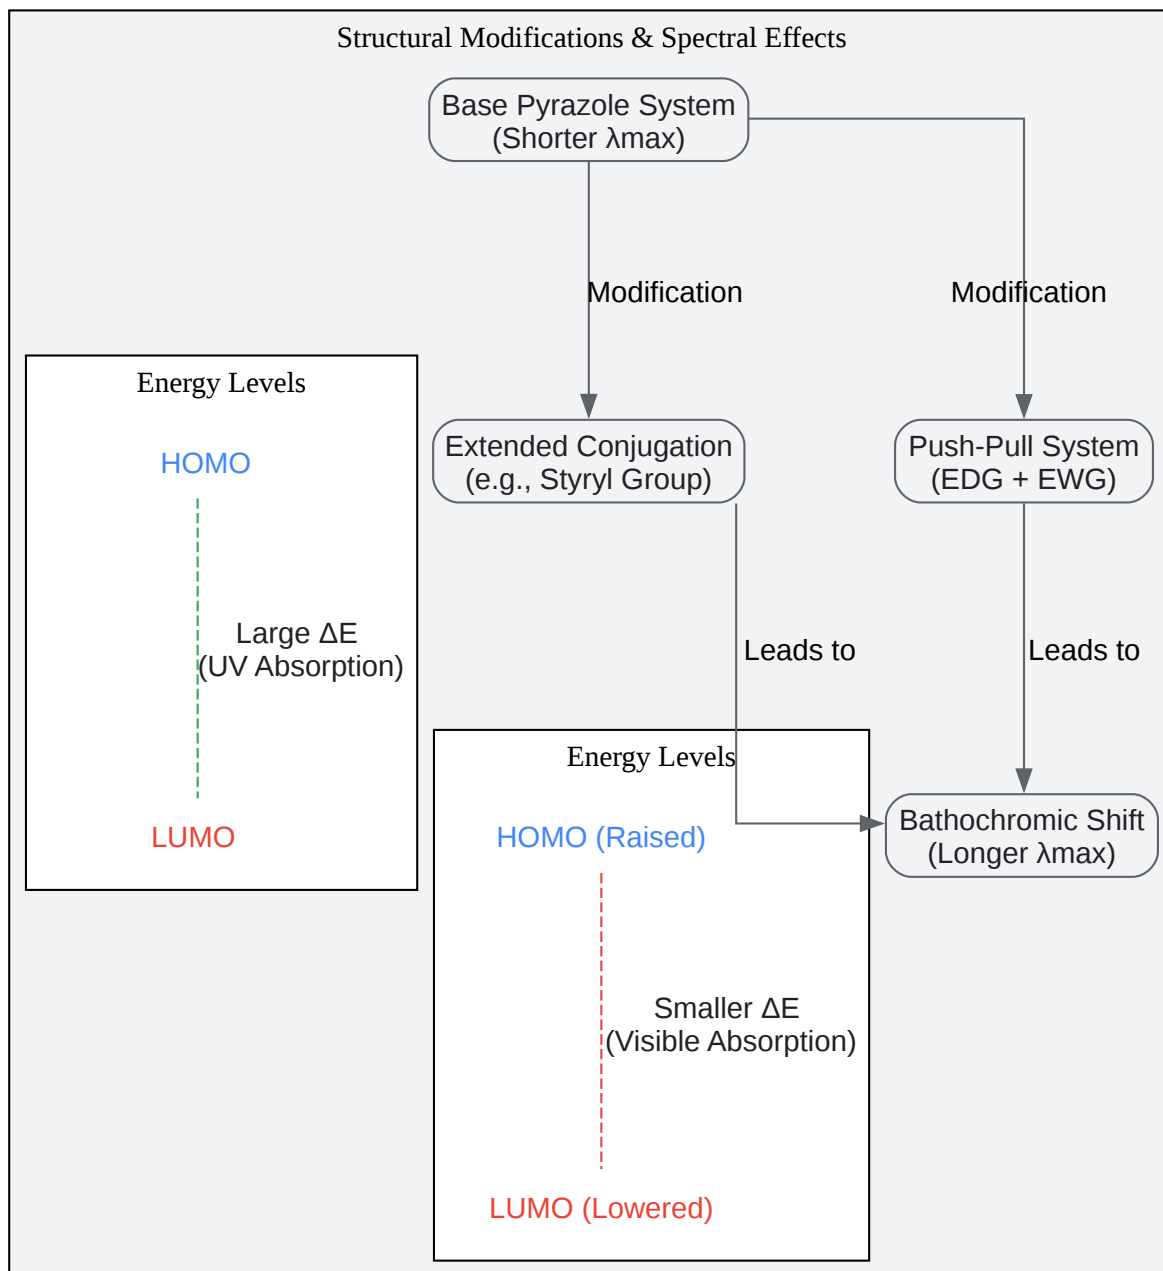 Structural Modifications & Spectral Effects
Base Pyrazole System
(Shorter λmax)
Modification
Modification
Energy Levels
HOMO
Large ΔE
(UV Absorption)
LUMO
Extended Conjugation
(e.g., Styryl Group)
Push-Pull System
(EDG + EWG)
Leads to
Leads to
Energy Levels
HOMO (Raised)
Smaller ΔE
(Visible Absorption)
LUMO (Lowered)
Bathochromic Shift
(Longer λmax)